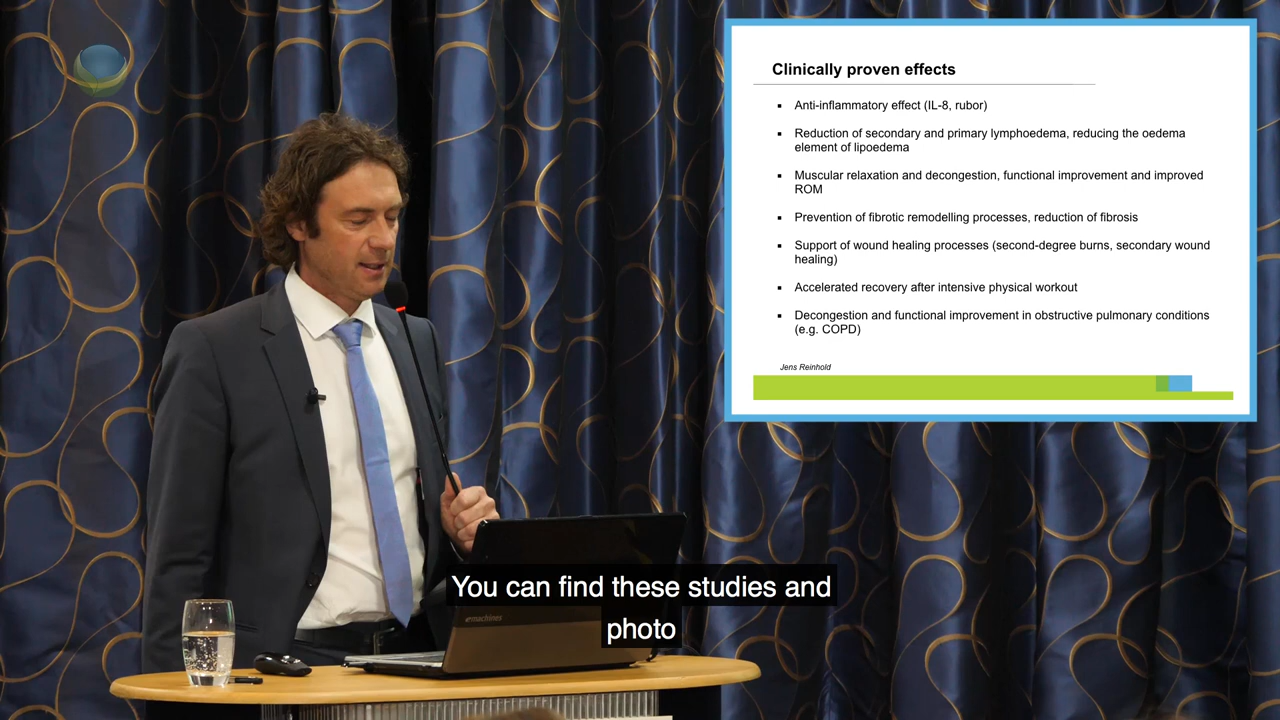 Clinically proven effects
▪ Anti-inflammatory effect (IL-8, rubor)
▪ Reduction of secondary and primary lymphoedema, reducing the oedema
element of lipoedema
▪ Muscular relaxation and decongestion, functional improvement and improved
ROM
▪ Prevention of fibrotic remodelling processes, reduction of fibrosis
▪ Support of wound healing processes (second-degree burns, secondary wound
healing)
▪ Accelerated recovery after intensive physical workout
▪ Decongestion and functional improvement in obstructive pulmonary conditions
(e.g. COPD)
Jens Reinhold
You can find these studies and
photo
emachines